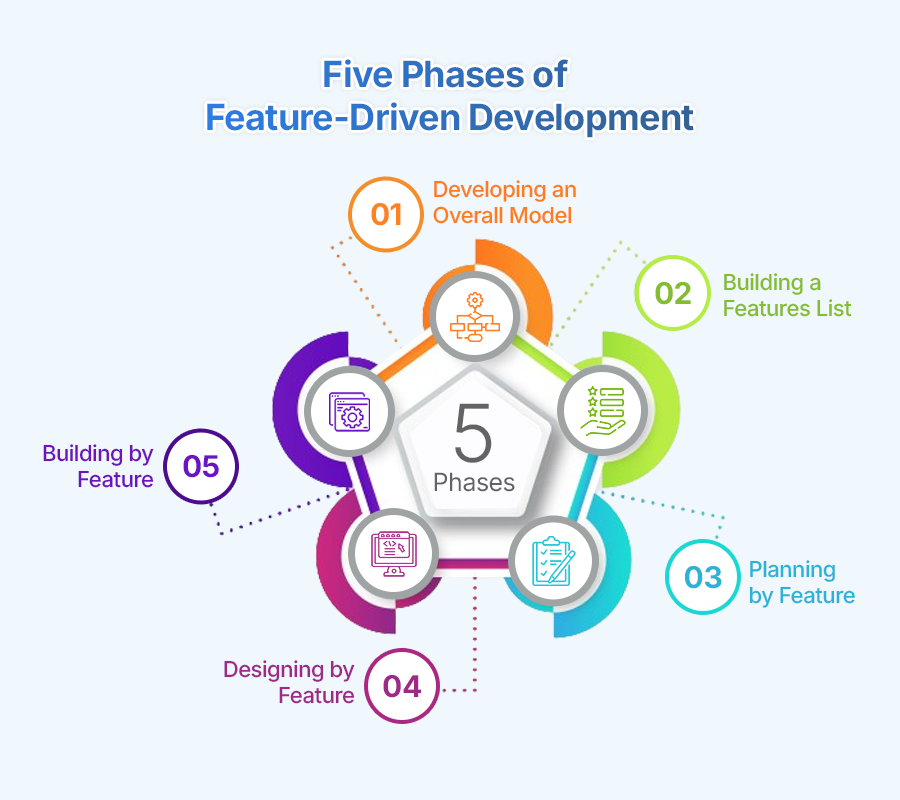 Five Phases of
Feature-Driven Development
01
Developing an
Overall Model
02
Building a
Features List
5
Phases
Building by
Feature
05
03
Planning
by Feature
Designing by
Feature
04